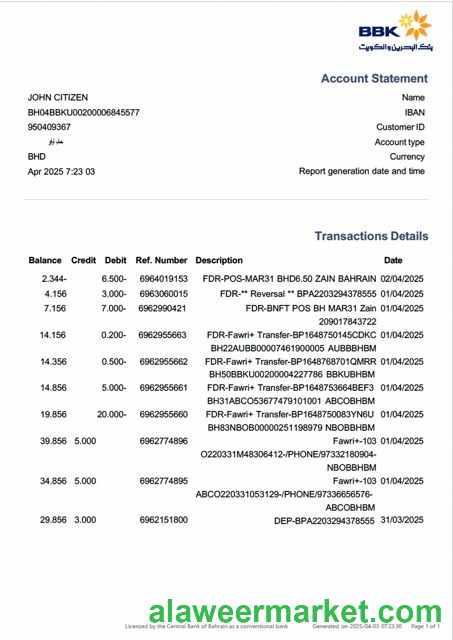 BBK
بنك البحرين والكويت
Account Statement
JOHN CITIZEN Name
BH04BBKU00200006845577 IBAN
950409367 Customer ID
Account type
BHD Currency
Apr 2025 7:23 03 Report generation date and time
Transactions Details
Balance Credit Debit Ref. Number Description Date
2.344- 6.500- 6964019153 FDR-POS-MAR31 BHD6.50 ZAIN BAHRAIN 02/04/2025
4.156 3.000- 6963060015 FDR-** Reversal ** BPA2203294378555 01/04/2025
7.156 7.000- 6962990421 FDR-BNFT POS BH MAR31 Zain 01/04/2025
209017843722
14.156 0.200- 6962955663 FDR-Fawri+ Transfer-BP1648750145CDKC 01/04/2025
BH22AUBB00007461900005 AUBBBHBM
14.356 0.500- 6962955662 FDR-Fawri+ Transfer-BP1648768701QMRR 01/04/2025
BH50BBKU00200004227786 BBKUBHBM
14.856 5.000- 6962955661 FDR-Fawri+ Transfer-BP1648753664BEF3 01/04/2025
BH31001 ABCO53677479101001 ABCOBHBM
19.856 20.000- 6962955660 FDR-Fawri+ Transfer-BP1648750083YN6U 01/04/2025
BH83NBOB00000251198979 NBOBBHBM
39.856 5.000 6962774896 Fawri+-103 01/04/2025
O220331M48306412-/PHONE/97332180904-
NBOBBHBM
34.856 5.000 6962774895 Fawri+-103 01/04/2025
ABCO220331053129-/PHONE/97336656576-
ABCOBHBM
29.856 3.000 6962151800 DEP-BPA2203294378555 31/03/2025
alaweermarket.com
Licenced by the Central Bank of Bahrain as a conventional bank Generated on 2025-04-03 07:23:30 Page 1 of 1